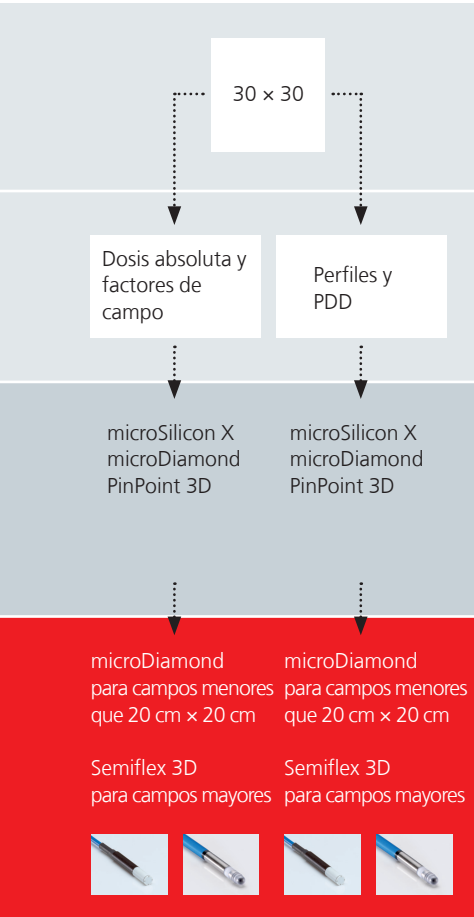 30 × 30
Dosis absoluta y
factores de
campo
Perfiles y
PDD
microSilicon X
microDiamond
PinPoint 3D
microSilicon X
microDiamond
PinPoint 3D
microDiamond
para campos menores
que 20 cm × 20 cm
Semiflex 3D
para campos mayores
microDiamond
para campos menores
que 20 cm × 20 cm
Semiflex 3D
para campos mayores